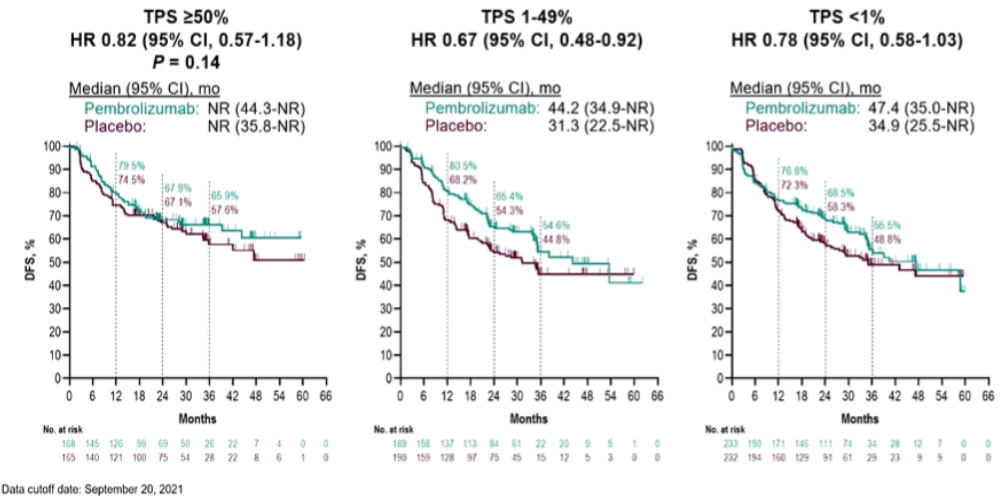 TPS ≥50%
HR 0.82 (95% CI, 0.57-1.18)
P = 0.14
Median (95% CI), mo
Pembrolizumab: NR (44.3-NR)
Placebo: NR (35.8-NR)
DFS, %
100
90
80
70
60
50
40
30
20
10
0
79.5%
74.5%
67.9%
67.1%
65.9%
57.6%
0 6 12 18 24 30 36 42 48 54 60 66
Months
No. at risk
168 145 126 99 69 50 26 22 7 4 0 0
165 140 121 100 75 54 28 22 8 6 1 0
TPS 1-49%
HR 0.67 (95% CI, 0.48-0.92)
Median (95% CI), mo
Pembrolizumab: 44.2 (34.9-NR)
Placebo: 31.3 (22.5-NR)
DFS, %
100
90
80
70
60
50
40
30
20
10
0
80.5%
68.2%
65.4%
54.3%
54.6%
44.8%
0 6 12 18 24 30 36 42 48 54 60 66
Months
No. at risk
189 158 137 113 84 61 22 20 9 5 1 0
190 159 128 97 75 45 15 12 5 3 0 0
TPS <1%
HR 0.78 (95% CI, 0.58-1.03)
Median (95% CI), mo
Pembrolizumab: 47.4 (35.0-NR)
Placebo: 34.9 (25.5-NR)
DFS, %
100
90
80
70
60
50
40
30
20
10
0
76.6%
72.3%
68.5%
58.3%
55.5%
48.8%
0 6 12 18 24 30 36 42 48 54 60 66
Months
No. at risk
233 190 171 146 111 74 34 28 12 7 0 0
232 194 160 129 91 61 29 23 9 9 0 0
Data cutoff date: September 20, 2021